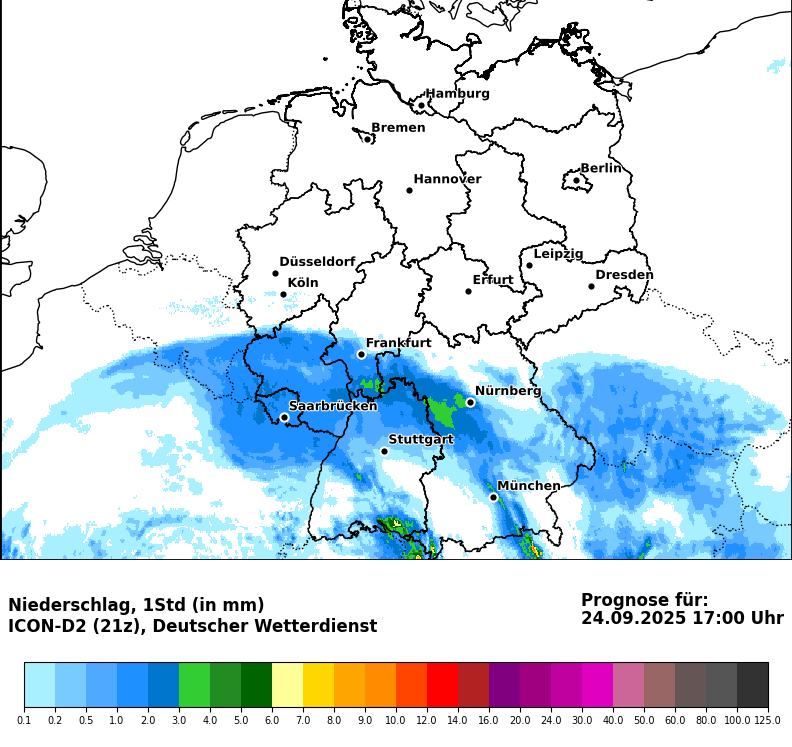 Hamburg
Bremen
Berlin
Hannover
Leipzig
Düsseldorf
Dresden
Köln
Erfurt
Frankfurt
Nürnberg
Saarbrücken
Stuttgart
München
Niederschlag, 1Std (in mm)
ICON-D2 (21z), Deutscher Wetterdienst
Prognose für:
24.09.2025 17:00 Uhr
0.1 0.2 0.5 1.0 2.0 3.0 4.0 5.0 6.0 7.0 8.0 9.0 10.0 12.0 14.0 16.0 20.0 24.0 30.0 40.0 50.0 60.0 80.0 100.0 125.0